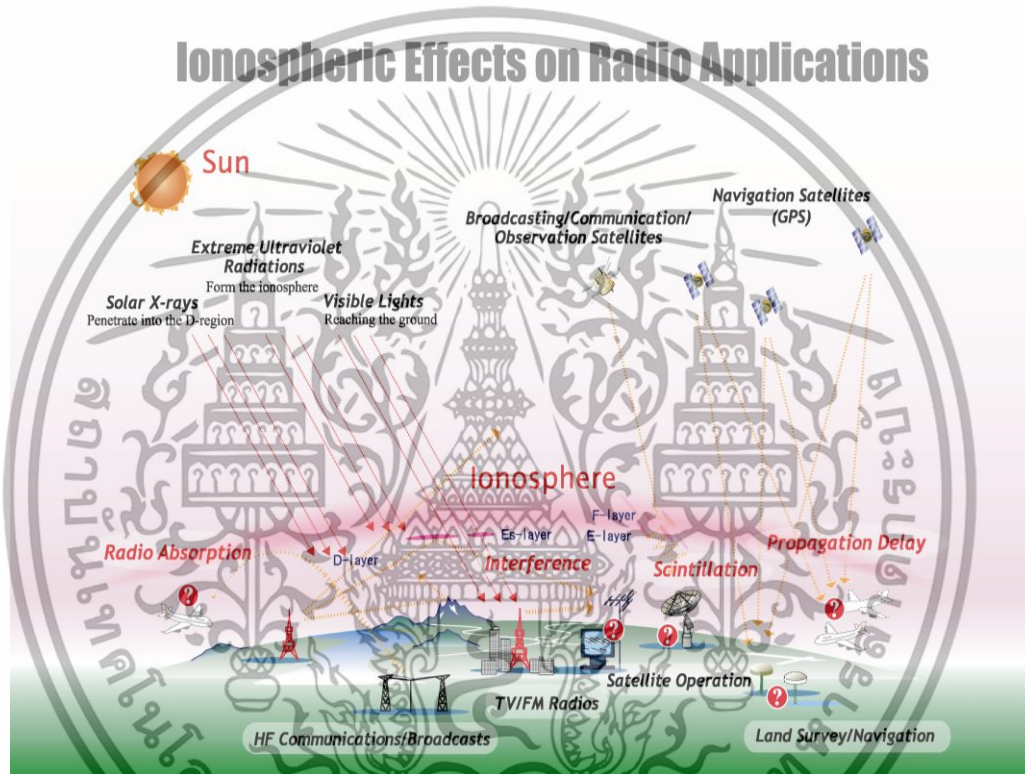 Ionospheric Effects on Radio Applications
Sun
Navigation Satellites
(GPS)
Broadcasting/Communication/
Observation Satellites
Extreme Ultraviolet
Radiations
Form the ionosphere
Solar X-rays
Penetrate into the D-region
Visible Lights
Reaching the ground
Ionosphere
F-layer
Es-layer
E-layer
D-layer
Radio Absorption
Interference
Scintillation
Propagation Delay
?
?
?
?
?
Satellite Operation
TV/FM Radios
HF Communications/Broadcasts
Land Survey/Navigation